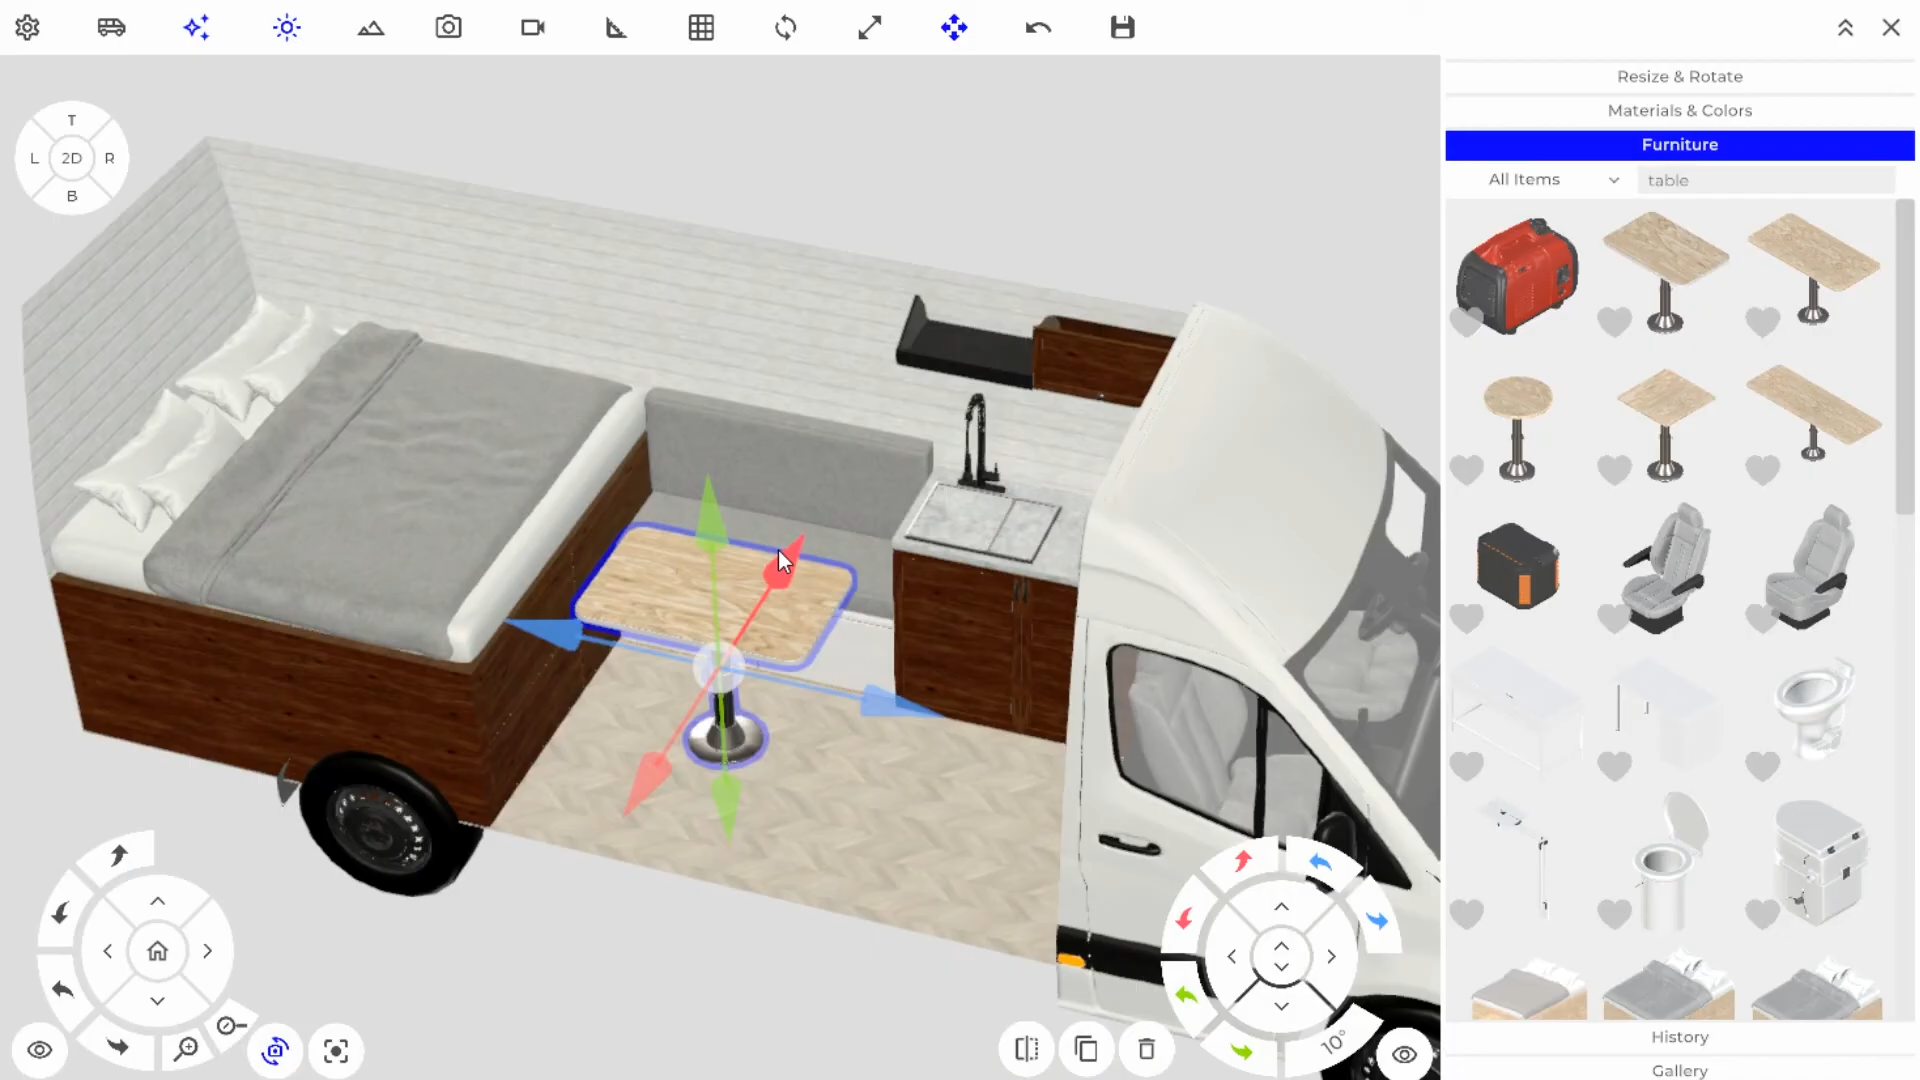 Resize & Rotate
Materials & Colors
Furniture
All Items
table
T
L 2D R
B
10°
History
Gallery